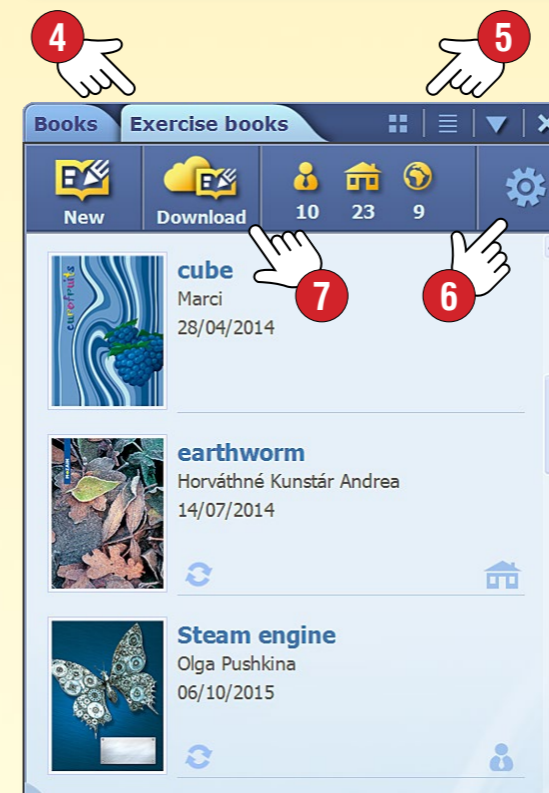 4
5
Books
Exercise books
New
Download
10
23
9
7
6
eurofruits
cube
Marci
28/04/2014
earthworm
Horváthné Kunstár Andrea
14/07/2014
Steam engine
Olga Pushkina
06/10/2015